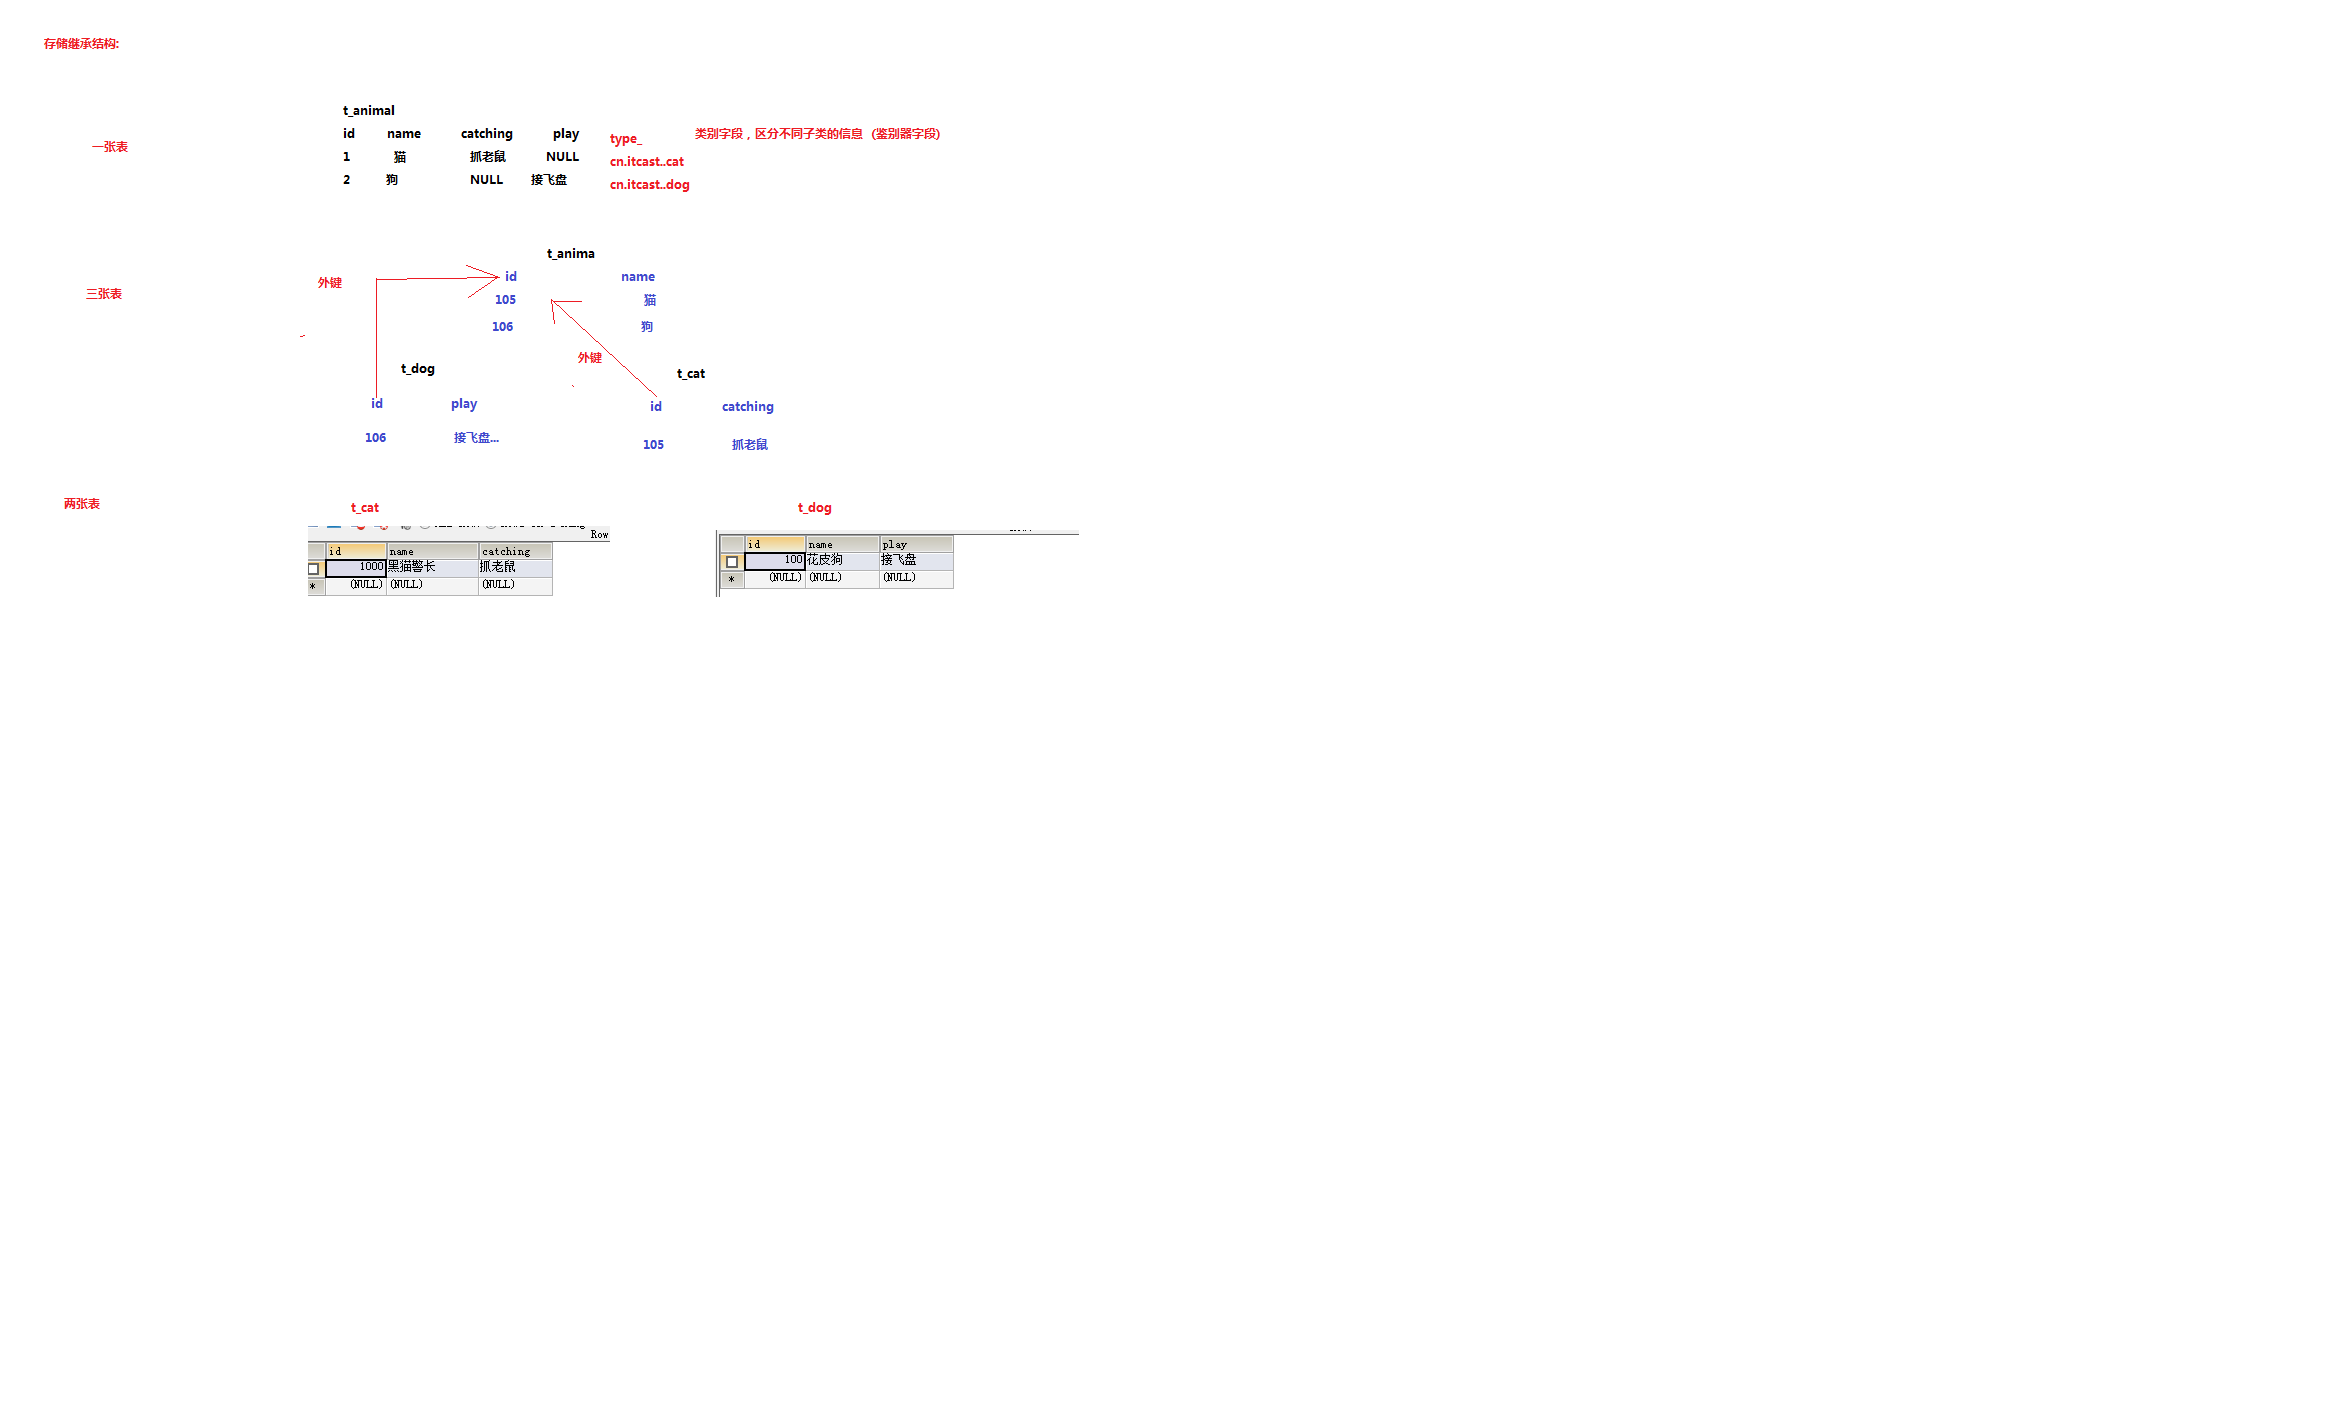 存储继承结构:
t_animal
id name catching play type_ 类别字段，区分不同子类的信息 (鉴别器字段)
一张表
1 猫 抓老鼠 NULL cn.itcast..cat
2 狗 NULL 接飞盘 cn.itcast..dog
t_anima
外键 id name
三张表
105 猫
106 狗
外键
t_dog t_cat
id play id catching
106 接飞盘... 105 抓老鼠
两张表 t_cat t_dog
Row
id name catching
1000 黑猫警长 抓老鼠
* (NULL) (NULL) (NULL)
id name play
100 花皮狗 接飞盘
* (NULL) (NULL) (NULL)